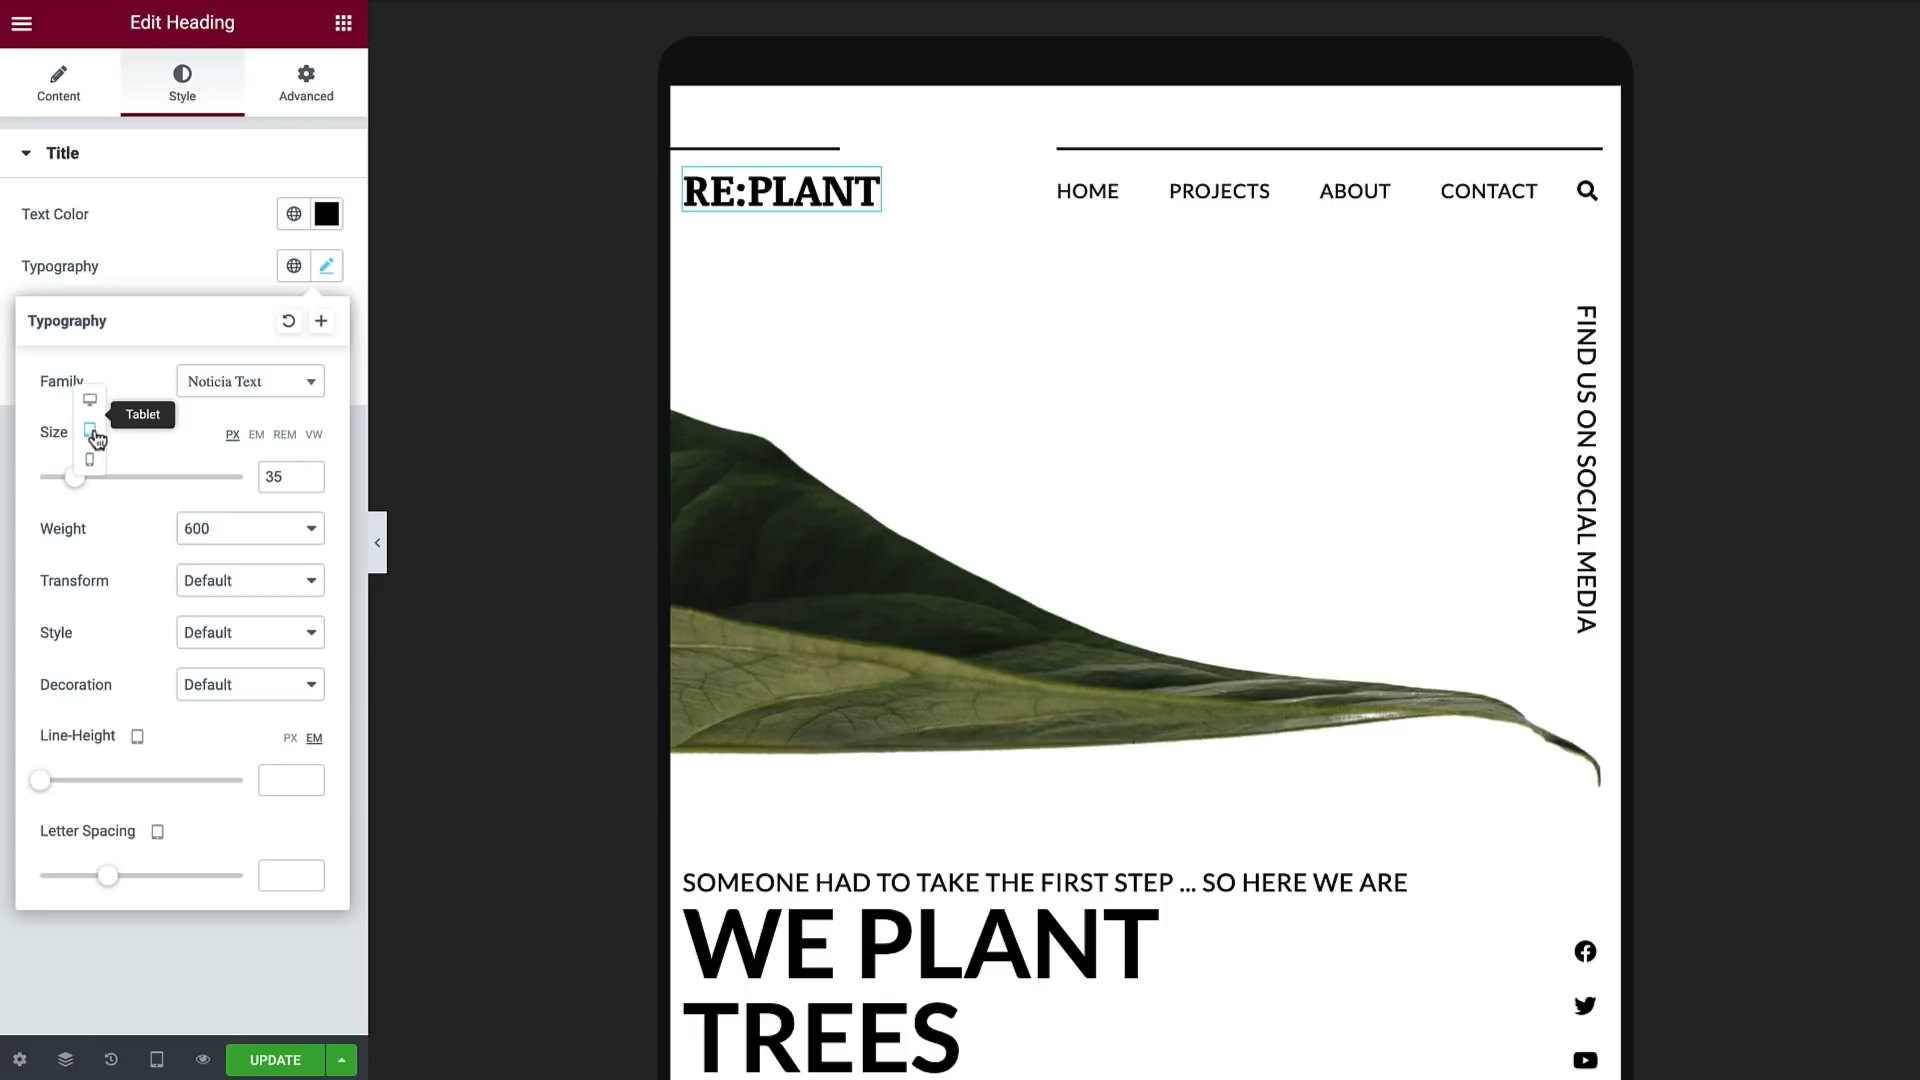 Edit Heading
Content
Style
Advanced
Title
Text Color
Typography
Typography
Family
Noticia Text
Tablet
Size
PX EM REM VW
35
Weight
600
Transform
Default
Style
Default
Decoration
Default
Line-Height
PX EM
Letter Spacing
UPDATE
RE:PLANT
HOME
PROJECTS
ABOUT
CONTACT
FIND US ON SOCIAL MEDIA
SOMEONE HAD TO TAKE THE FIRST STEP ... SO HERE WE ARE
WE PLANT
TREES